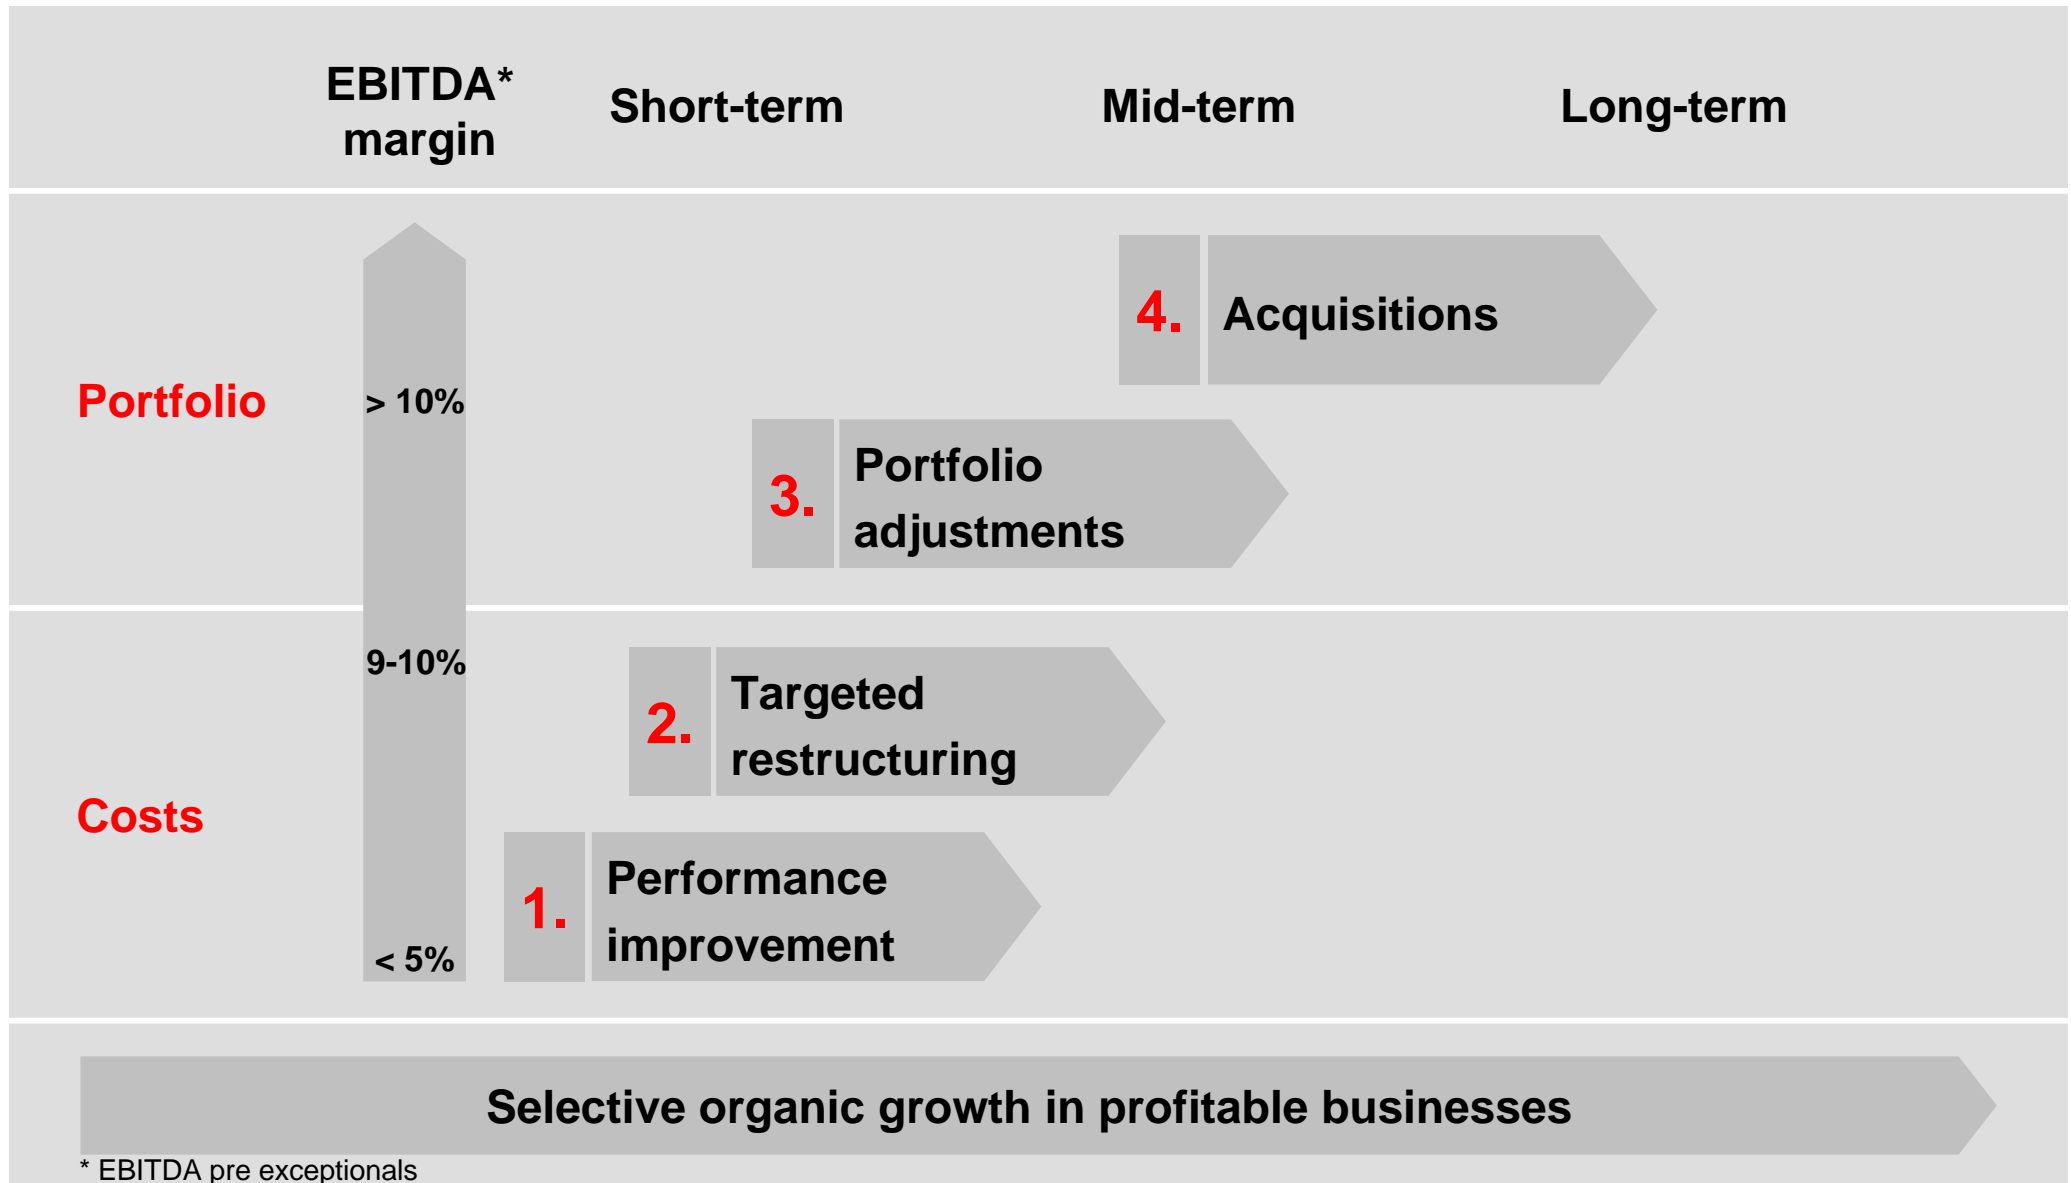 EBITDA*
margin
Short-term
Mid-term
Long-term
Portfolio
> 10%
4. Acquisitions
3. Portfolio
adjustments
Costs
9-10%
< 5%
2. Targeted
restructuring
1. Performance
improvement
Selective organic growth in profitable businesses
* EBITDA pre exceptionals